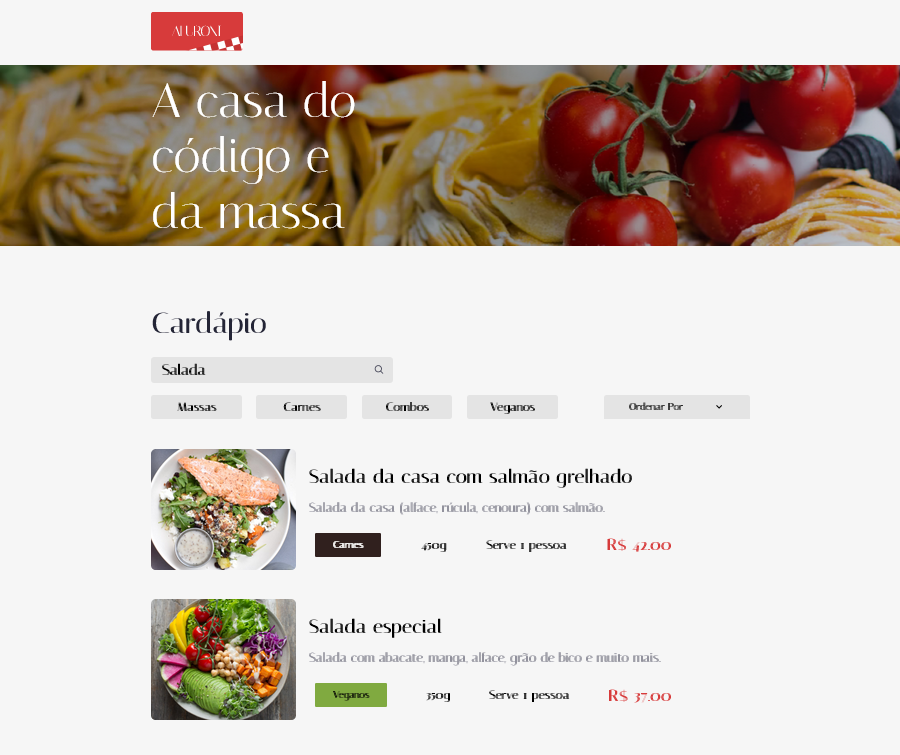 ALURONI
A casa do
código e
da massa
Cardápio
Salada
Massas Carnes Combos Veganos Ordenar Por
Salada da casa com salmão grelhado
Salada da casa (alface, rúcula, cenoura) com salmão.
Carnes 450g Serve 1 pessoa R$ 42.00
Salada especial
Salada com abacate, manga, alface, grão de bico e muito mais.
Veganos 350g Serve 1 pessoa R$ 37.00